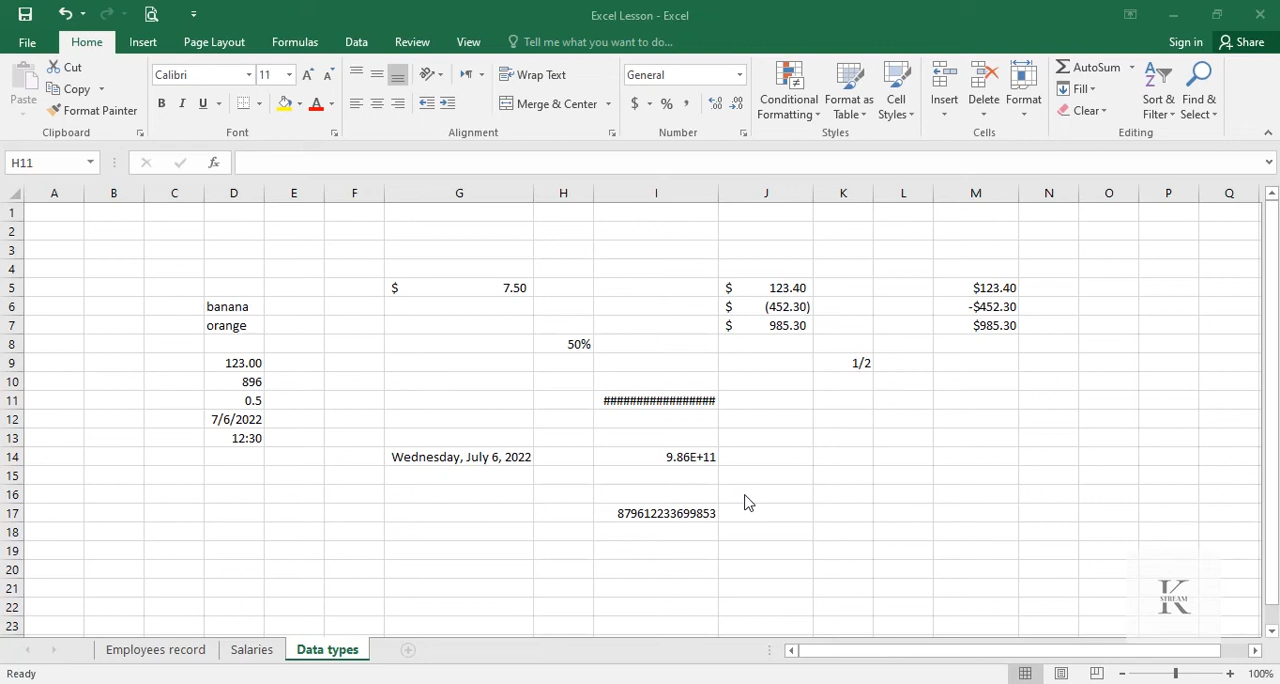 Excel Lesson - Excel
File Home Insert Page Layout Formulas Data Review View Tell me what you want to do... Sign in Share
Paste
Cut
Copy
Format Painter
Clipboard
Calibri 11
B I U
Font
Wrap Text
Merge & Center
Alignment
General
$ % ,
Number
Conditional Formatting
Format as Table
Cell Styles
Styles
Insert
Delete
Format
Cells
AutoSum
Fill
Clear
Sort & Filter
Find & Select
Editing
H11 fx
A B C D E F G H I J K L M N O P Q
1
2
3
4
5 $ 7.50 $ 123.40 $123.40
6 banana $ (452.30) -$452.30
7 orange $ 985.30 $985.30
8 50%
9 123.00 1/2
10 896
11 0.5 #################
12 7/6/2022
13 12:30
14 Wednesday, July 6, 2022 9.86E+11
15
16
17 879612233699853
18
19
20
21
22
23
K STREAM
Employees record Salaries Data types
Ready 100%